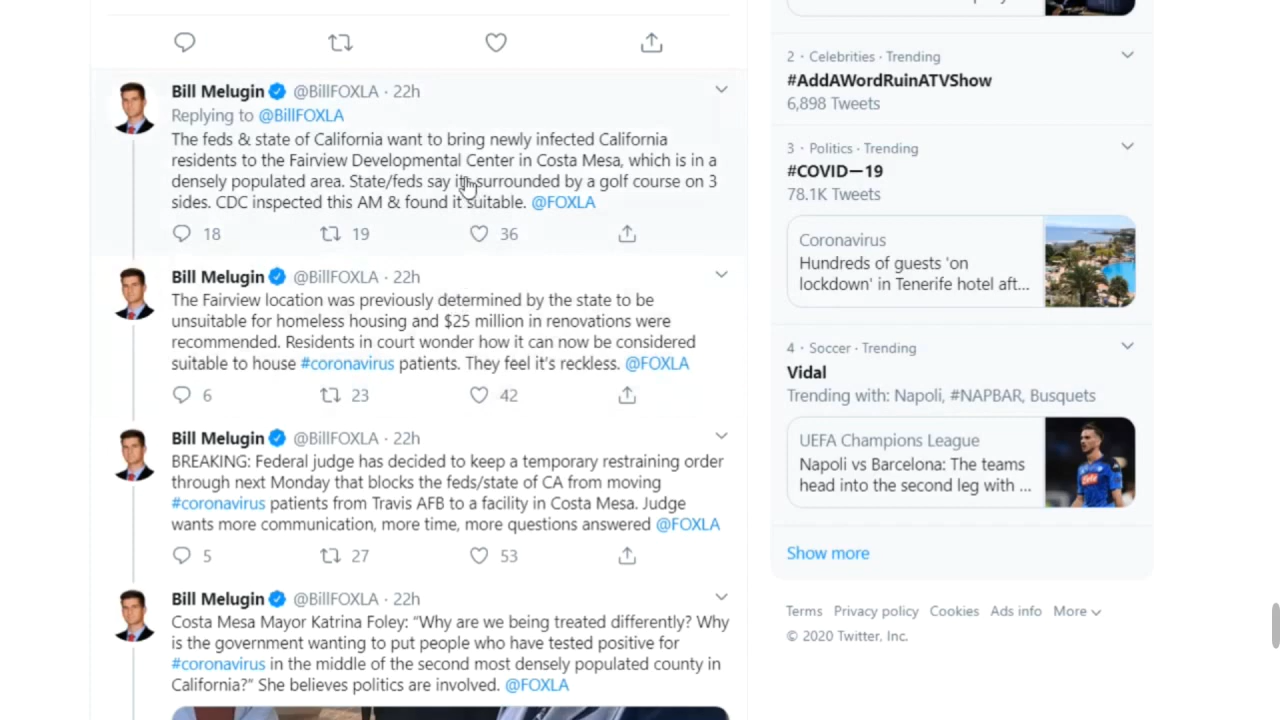 Bill Melugin @BillFOXLA · 22h
Replying to @BillFOXLA
The feds & state of California want to bring newly infected California
residents to the Fairview Developmental Center in Costa Mesa, which is in a
densely populated area. State/feds say it's surrounded by a golf course on 3
sides. CDC inspected this AM & found it suitable. @FOXLA
18 19 36
Bill Melugin @BillFOXLA · 22h
The Fairview location was previously determined by the state to be
unsuitable for homeless housing and $25 million in renovations were
recommended. Residents in court wonder how it can now be considered
suitable to house #coronavirus patients. They feel it's reckless. @FOXLA
6 23 42
Bill Melugin @BillFOXLA · 22h
BREAKING: Federal judge has decided to keep a temporary restraining order
through next Monday that blocks the feds/state of CA from moving
#coronavirus patients from Travis AFB to a facility in Costa Mesa. Judge
wants more communication, more time, more questions answered @FOXLA
5 27 53
Bill Melugin @BillFOXLA · 22h
Costa Mesa Mayor Katrina Foley: “Why are we being treated differently? Why
is the government wanting to put people who have tested positive for
#coronavirus in the middle of the second most densely populated county in
California?” She believes politics are involved. @FOXLA
2 · Celebrities · Trending
#AddAWordRuinATVShow
6,898 Tweets
3 · Politics · Trending
#COVID—19
78.1K Tweets
Coronavirus
Hundreds of guests 'on
lockdown' in Tenerife hotel aft...
4 · Soccer · Trending
Vidal
Trending with: Napoli, #NAPBAR, Busquets
UEFA Champions League
Napoli vs Barcelona: The teams
head into the second leg with ...
Show more
Terms Privacy policy Cookies Ads info More
© 2020 Twitter, Inc.